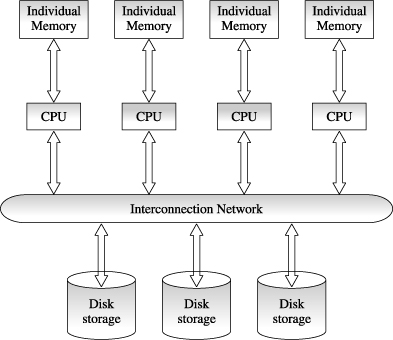 Individual
Memory
Individual
Memory
Individual
Memory
Individual
Memory
CPU
CPU
CPU
CPU
Interconnection Network
Disk
storage
Disk
storage
Disk
storage